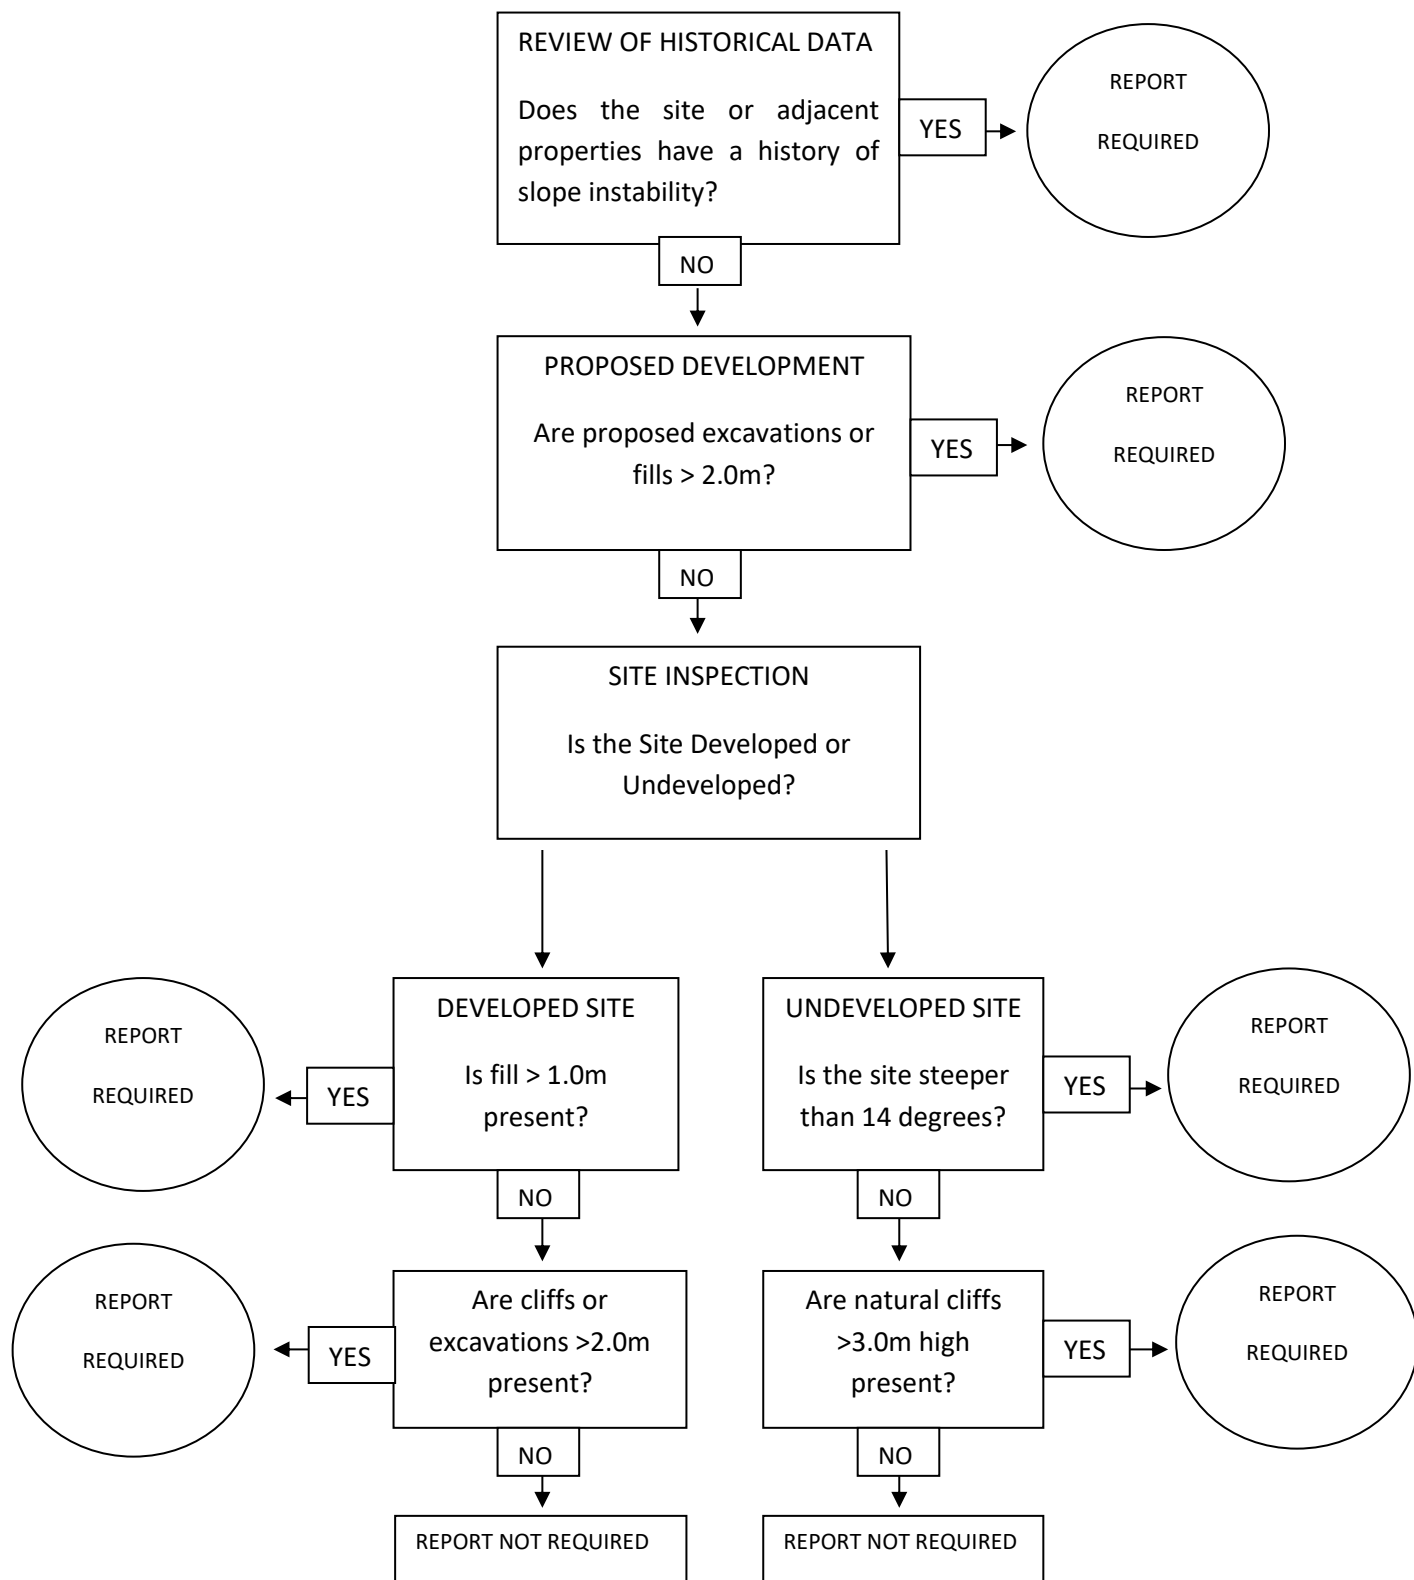 REVIEW OF HISTORICAL DATA
Does the site or adjacent
properties have a history of
slope instability?
YES
REPORT
REQUIRED
NO
PROPOSED DEVELOPMENT
Are proposed excavations or
fills > 2.0m?
YES
REPORT
REQUIRED
NO
SITE INSPECTION
Is the Site Developed or
Undeveloped?
DEVELOPED SITE
Is fill > 1.0m
present?
YES
REPORT
REQUIRED
NO
Are cliffs or
excavations >2.0m
present?
YES
REPORT
REQUIRED
NO
REPORT NOT REQUIRED
UNDEVELOPED SITE
Is the site steeper
than 14 degrees?
YES
REPORT
REQUIRED
NO
Are natural cliffs
>3.0m high
present?
YES
REPORT
REQUIRED
NO
REPORT NOT REQUIRED